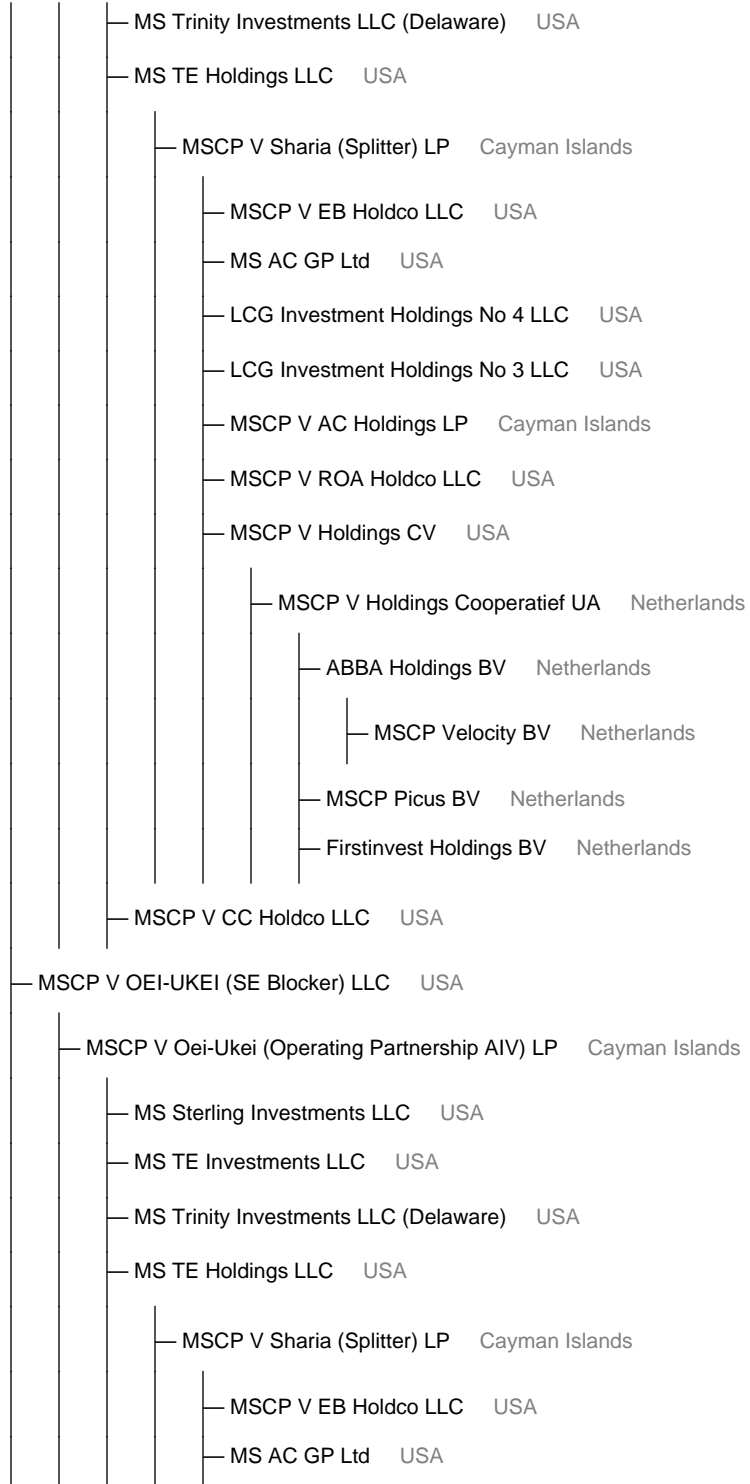 MS Trinity Investments LLC (Delaware) USA
MS TE Holdings LLC USA
MSCP V Sharia (Splitter) LP Cayman Islands
MSCP V EB Holdco LLC USA
MS AC GP Ltd USA
LCG Investment Holdings No 4 LLC USA
LCG Investment Holdings No 3 LLC USA
MSCP V AC Holdings LP Cayman Islands
MSCP V ROA Holdco LLC USA
MSCP V Holdings CV USA
MSCP V Holdings Cooperatief UA Netherlands
ABBA Holdings BV Netherlands
MSCP Velocity BV Netherlands
MSCP Picus BV Netherlands
Firstinvest Holdings BV Netherlands
MSCP V CC Holdco LLC USA
MSCP V OEI-UKEI (SE Blocker) LLC USA
MSCP V Oei-Ukei (Operating Partnership AIV) LP Cayman Islands
MS Sterling Investments LLC USA
MS TE Investments LLC USA
MS Trinity Investments LLC (Delaware) USA
MS TE Holdings LLC USA
MSCP V Sharia (Splitter) LP Cayman Islands
MSCP V EB Holdco LLC USA
MS AC GP Ltd USA